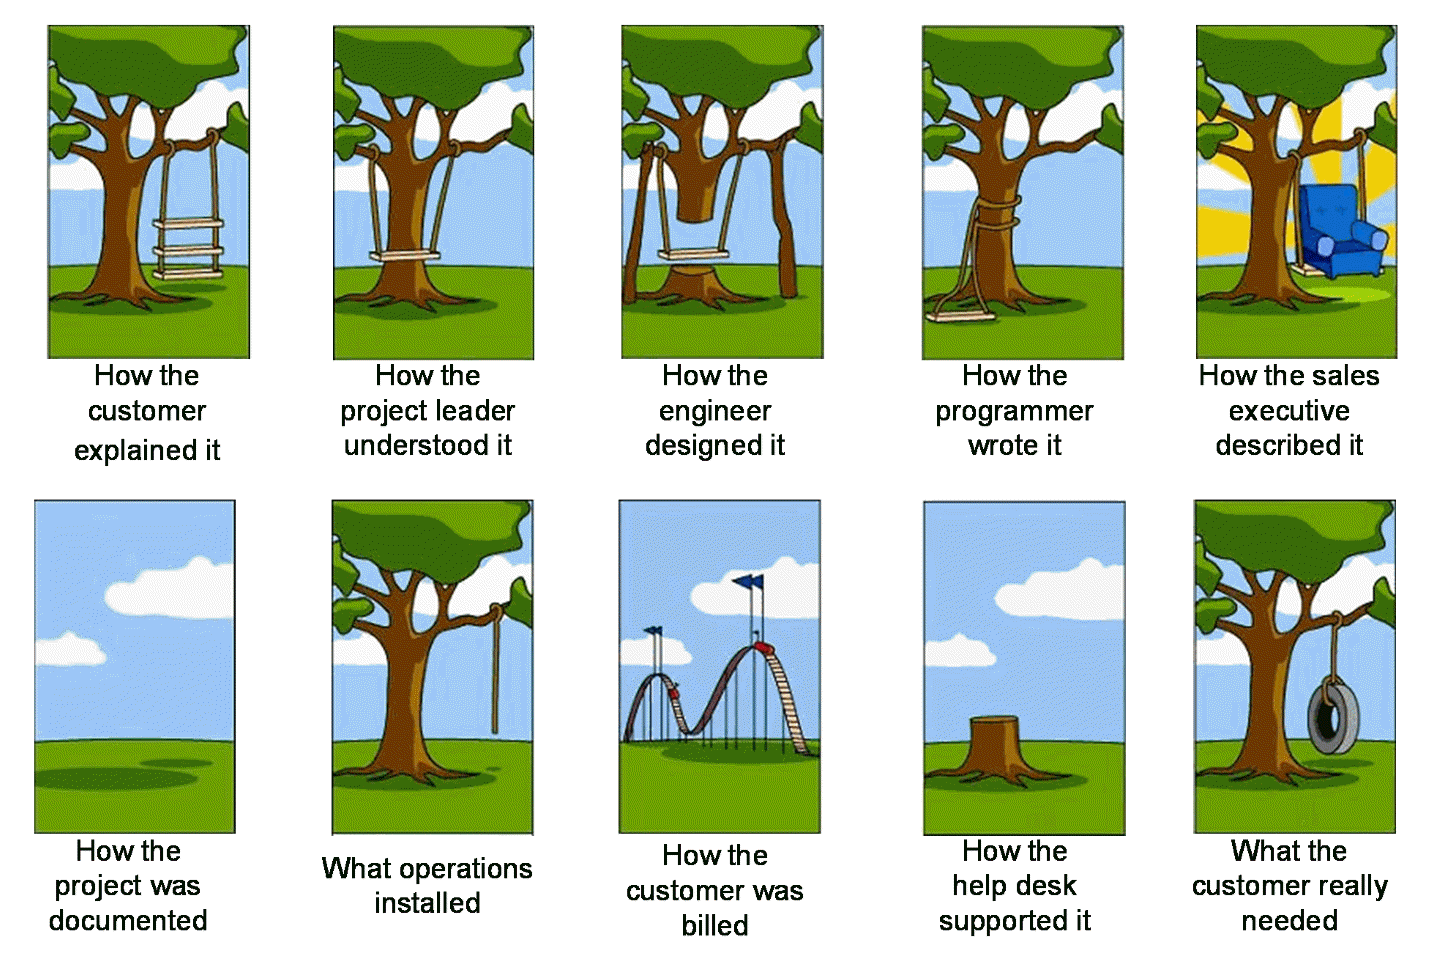 How the
customer
explained it
How the
project leader
understood it
How the
engineer
designed it
How the
programmer
wrote it
How the sales
executive
described it
How the
project was
documented
What operations
installed
How the
customer was
billed
How the
help desk
supported it
What the
customer really
needed